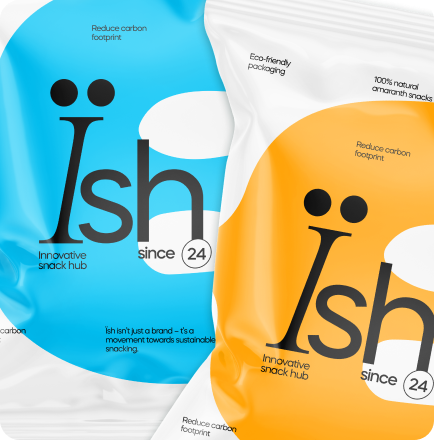 Reduce carbon
footprint
Ïsh
Innovative
snack hub
since 24
carbon
Ïsh isn't just a brand – it's a
movement towards sustainable
snacking.
Eco-friendly
packaging
100% natural
amaranth snacks
Reduce carbon
footprint
Ïsh
Innovative
snack hub
since 24
Reduce carbon
footprint